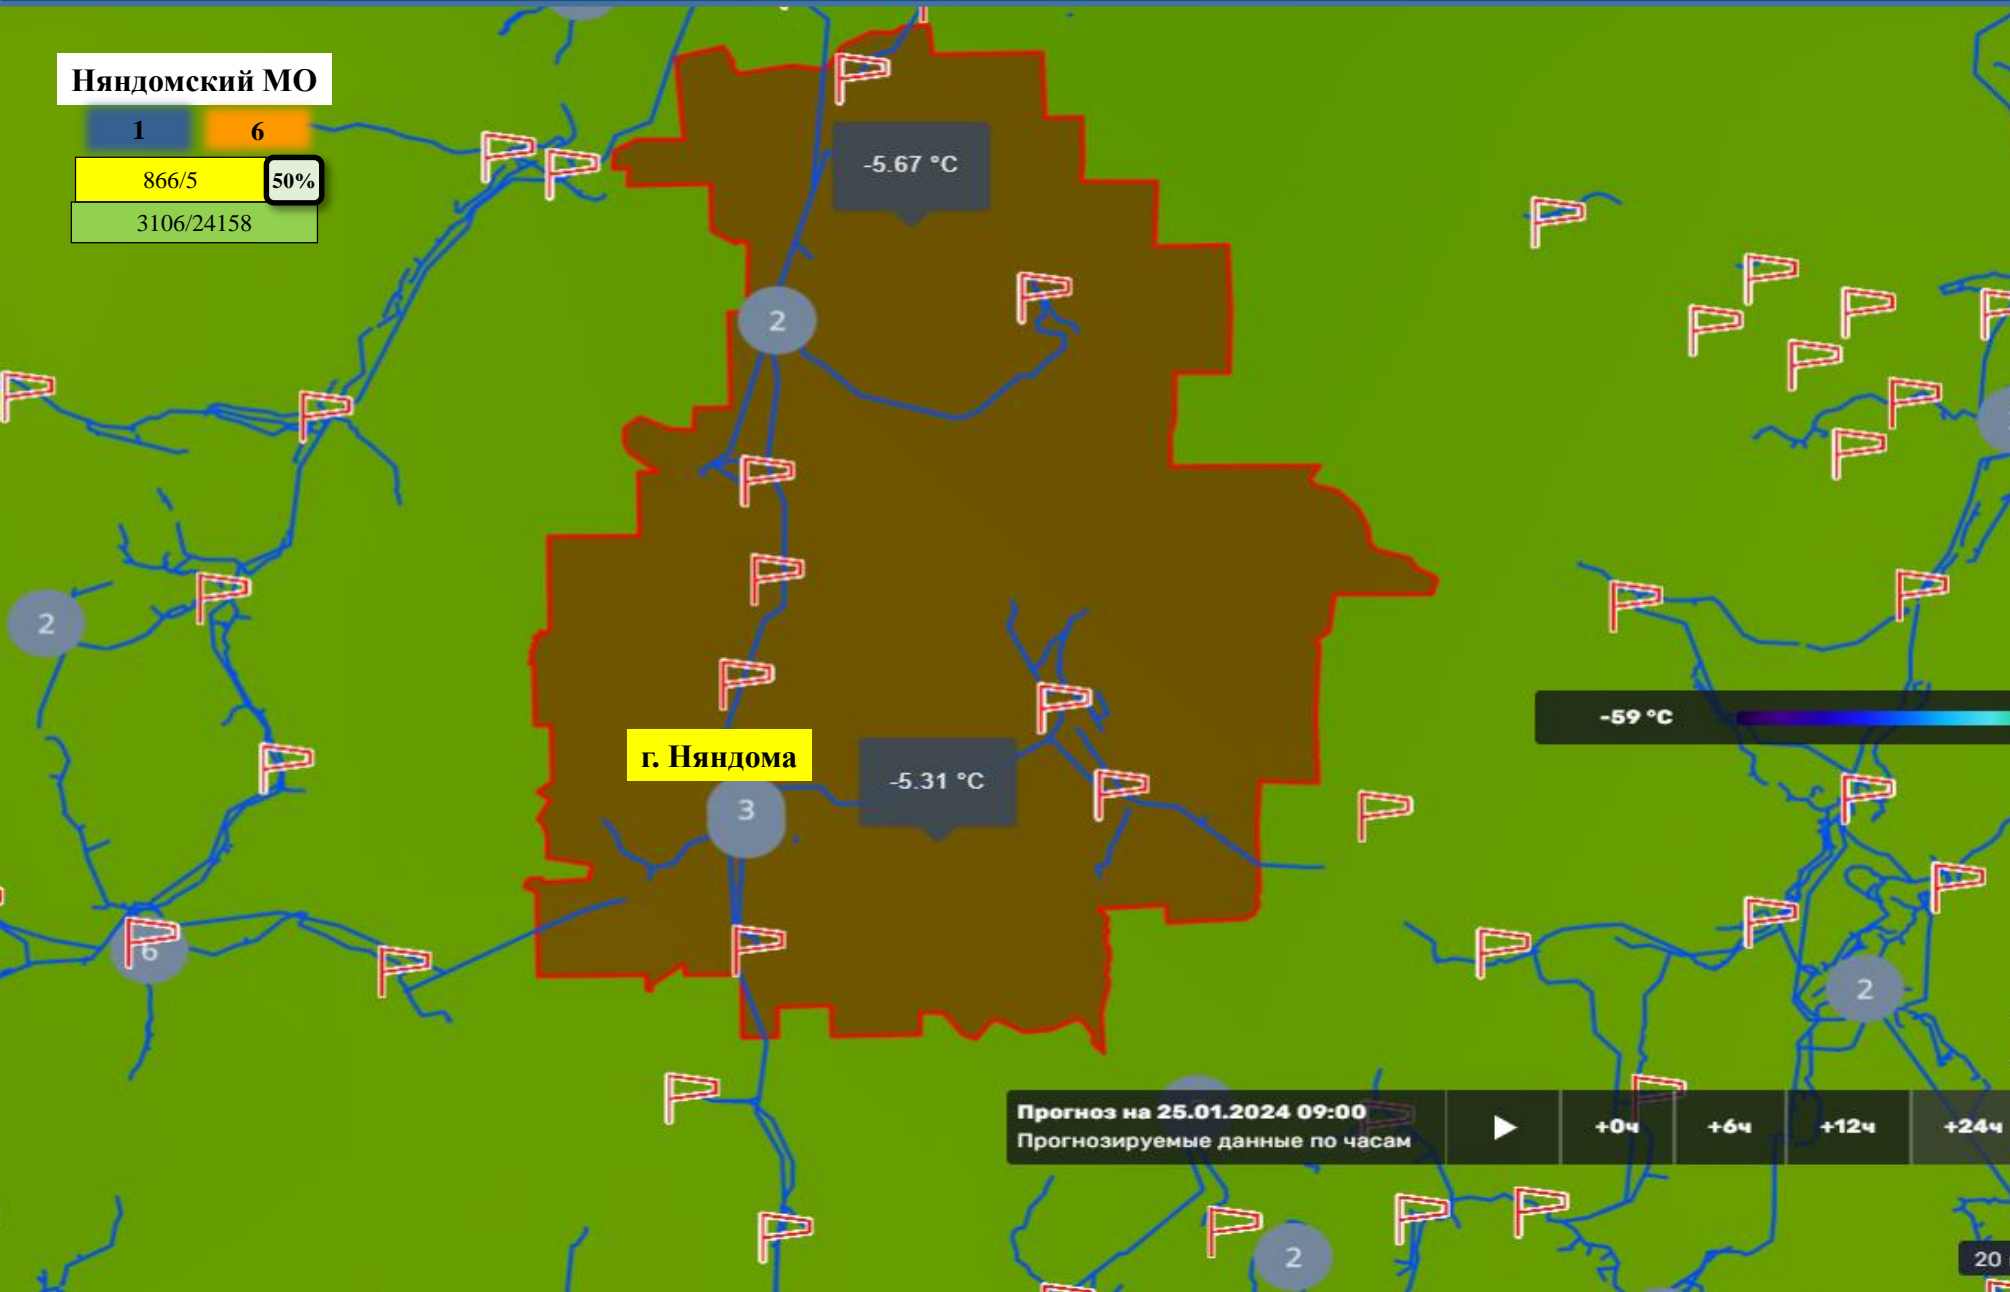 Няндомский МО
1 6
866/5 50%
3106/24158
-5.67 °C
2
2
г. Няндома
-59 °C
3
-5.31 °C
6
2
Прогноз на 25.01.2024 09:00
Прогнозируемые данные по часам
+0ч +6ч +12ч +24ч
2
20